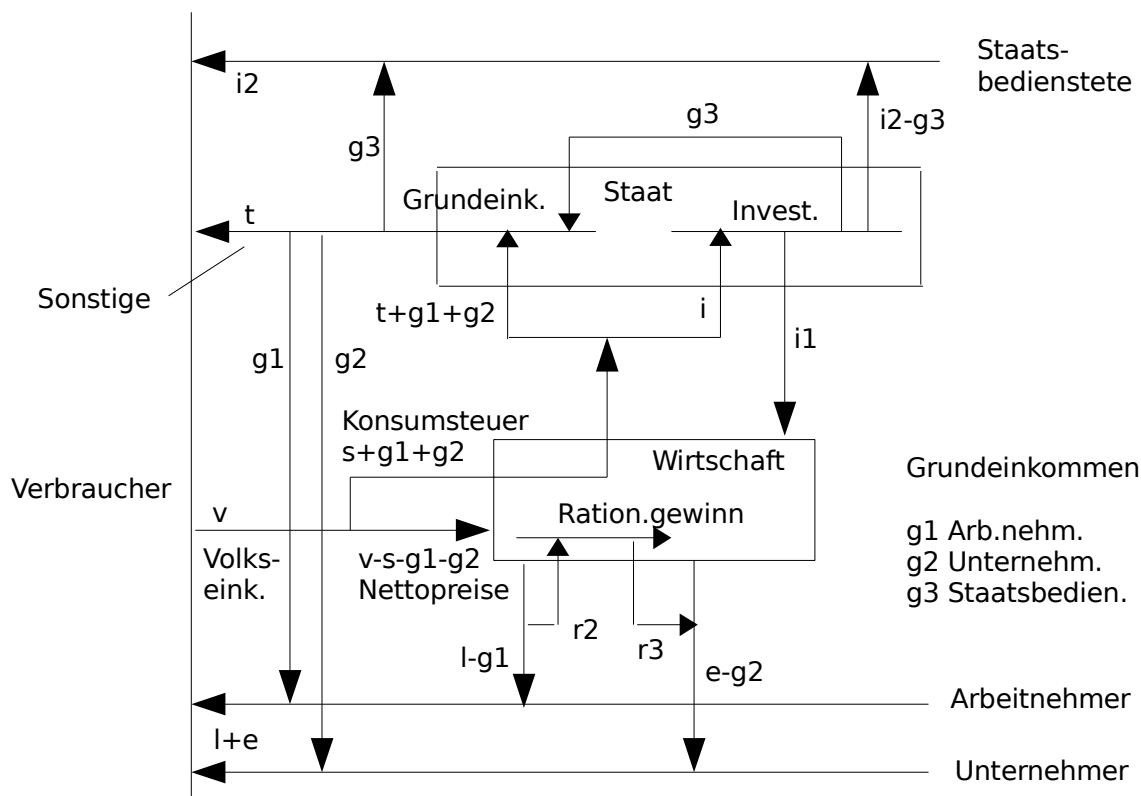 Staats-
bedienstete
i2
g3
i2-g3
g3
Grundeink.
Staat
Invest.
t
Sonstige
t+g1+g2
i
i1
g1
g2
Konsumsteuer
s+g1+g2
Wirtschaft
Grundeinkommen
g1 Arb.nehm.
g2 Unternehm.
g3 Staatsbedien.
Verbraucher
v
Volks-
eink.
v-s-g1-g2
Nettopreise
Ration.gewinn
r2
r3
l-g1
e-g2
Arbeitnehmer
l+e
Unternehmer